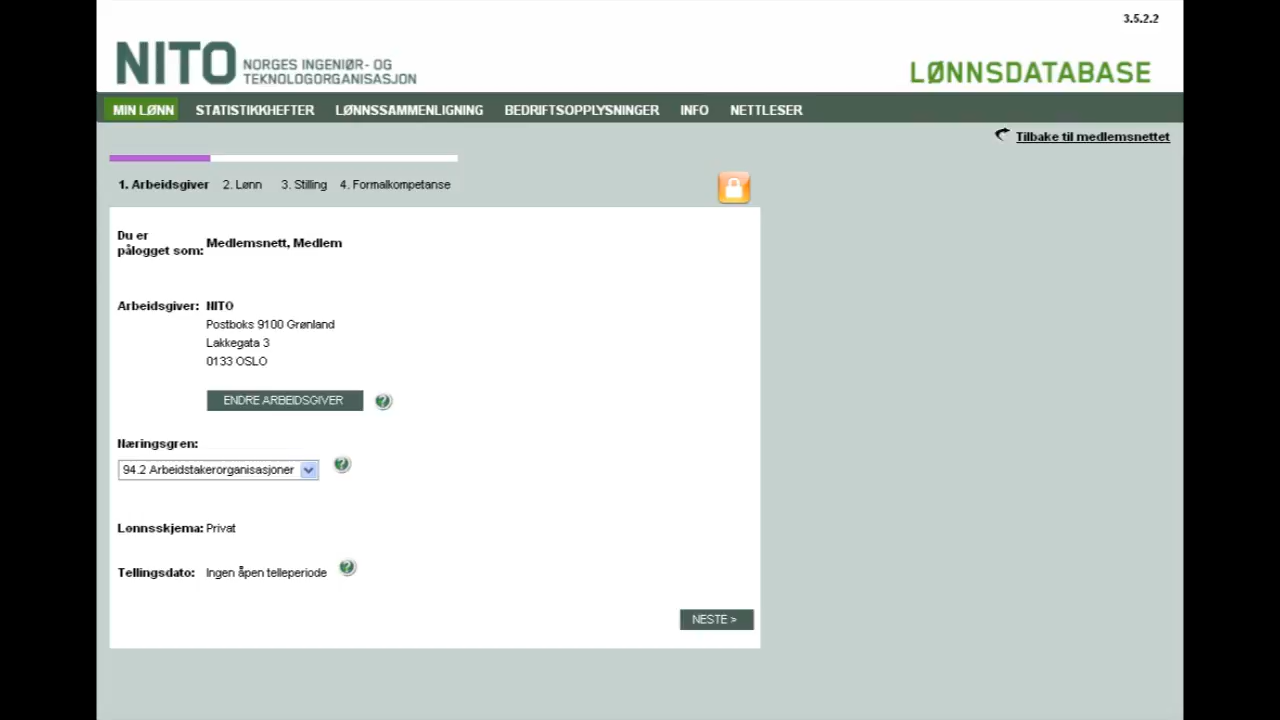 3.5.2.2
NITO NORGES INGENIØR- OG
TEKNOLOGORGANISASJON
LØNNSDATABASE
MIN LØNN STATISTIKKHEFTER LØNNSSAMMENLIGNING BEDRIFTSOPPLYSNINGER INFO NETTLESER
Tilbake til medlemsnettet
1. Arbeidsgiver 2. Lønn 3. Stilling 4. Formalkompetanse
Du er
pålogget som: Medlemsnett, Medlem
Arbeidsgiver: NITO
Postboks 9100 Grønland
Lakkegata 3
0133 OSLO
ENDRE ARBEIDSGIVER ?
Næringsgren:
94.2 Arbeidstakerorganisasjoner ?
Lønnsskjema: Privat
Tellingsdato: Ingen åpen telleperiode ?
NESTE >